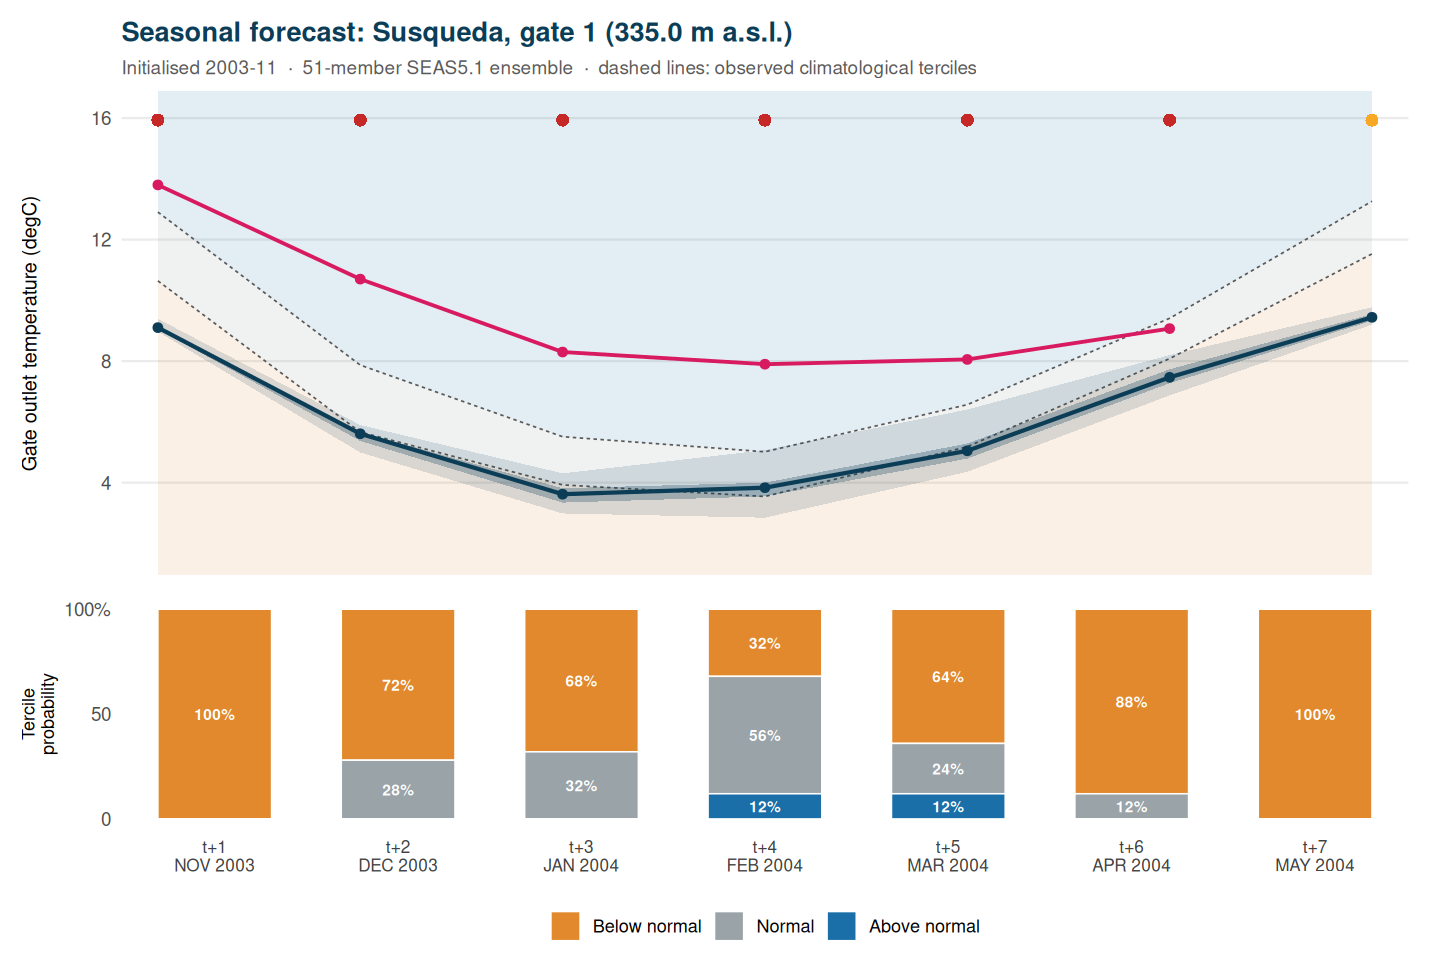 Seasonal forecast: Susqueda, gate 1 (335.0 m a.s.l.)
Initialised 2003-11 · 51-member SEAS5.1 ensemble · dashed lines: observed climatological terciles
Gate outlet temperature (degC)
16
12
8
4
Tercile
probability
100%
50
0
100%
72%
28%
68%
32%
32%
56%
12%
64%
24%
12%
88%
12%
100%
t+1
NOV 2003
t+2
DEC 2003
t+3
JAN 2004
t+4
FEB 2004
t+5
MAR 2004
t+6
APR 2004
t+7
MAY 2004
Below normal
Normal
Above normal